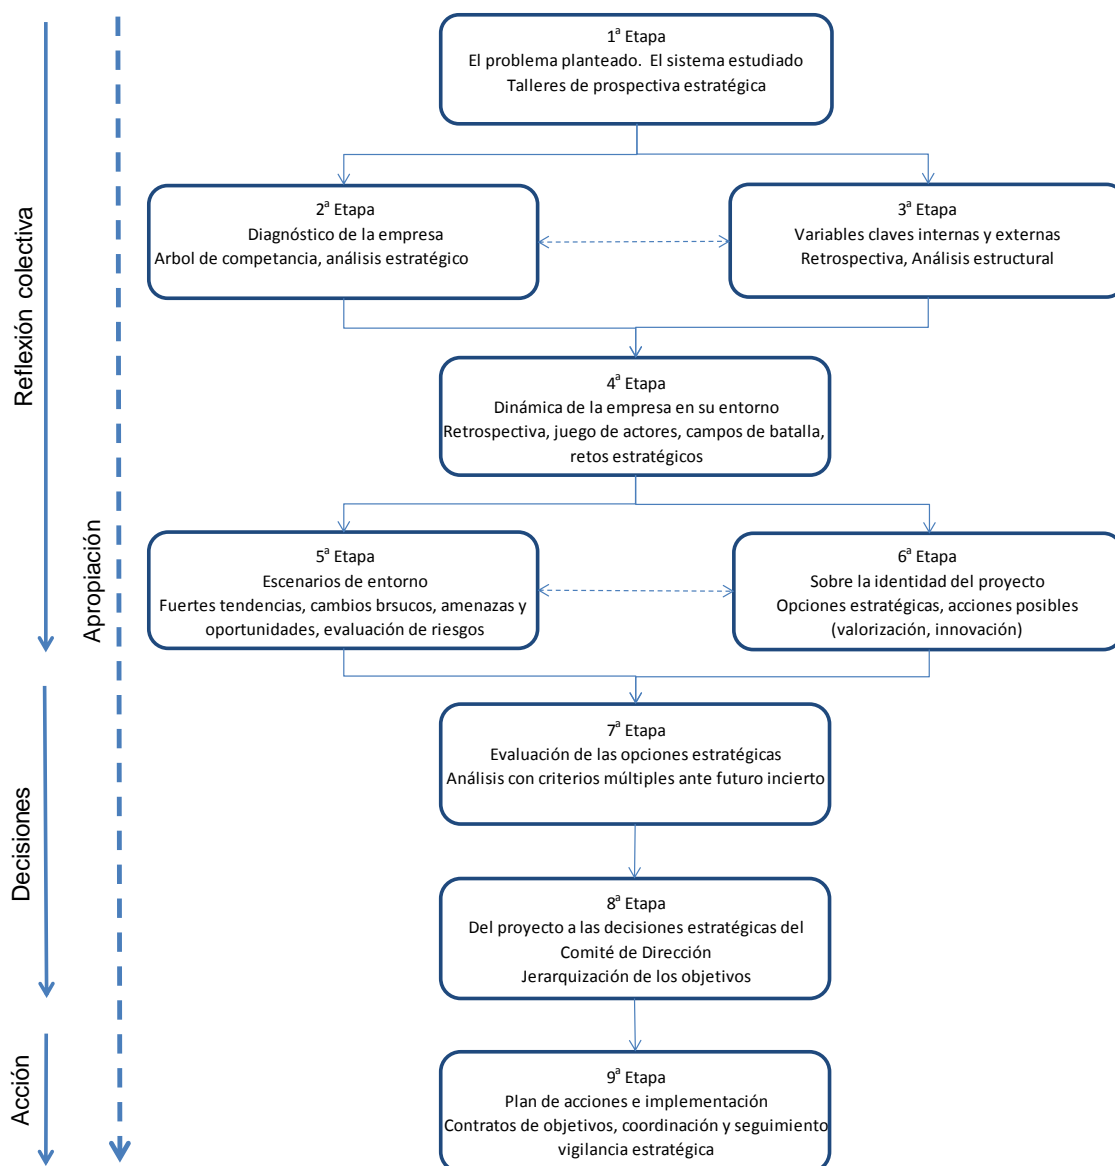 1ª Etapa
El problema planteado. El sistema estudiado
Talleres de prospectiva estratégica
2ª Etapa
Diagnóstico de la empresa
Arbol de competancia, análisis estratégico
3ª Etapa
Variables claves internas y externas
Retrospectiva, Análisis estructural
Reflexión colectiva
4ª Etapa
Dinámica de la empresa en su entorno
Retrospectiva, juego de actores, campos de batalla,
retos estratégicos
Apropiación
5ª Etapa
Escenarios de entorno
Fuertes tendencias, cambios brsucos, amenazas y
oportunidades, evaluación de riesgos
6ª Etapa
Sobre la identidad del proyecto
Opciones estratégicas, acciones posibles
(valorización, innovación)
7ª Etapa
Evaluación de las opciones estratégicas
Análisis con criterios múltiples ante futuro incierto
Decisiones
8ª Etapa
Del proyecto a las decisiones estratégicas del
Comité de Dirección
Jerarquización de los objetivos
Acción
9ª Etapa
Plan de acciones e implementación
Contratos de objetivos, coordinación y seguimiento
vigilancia estratégica